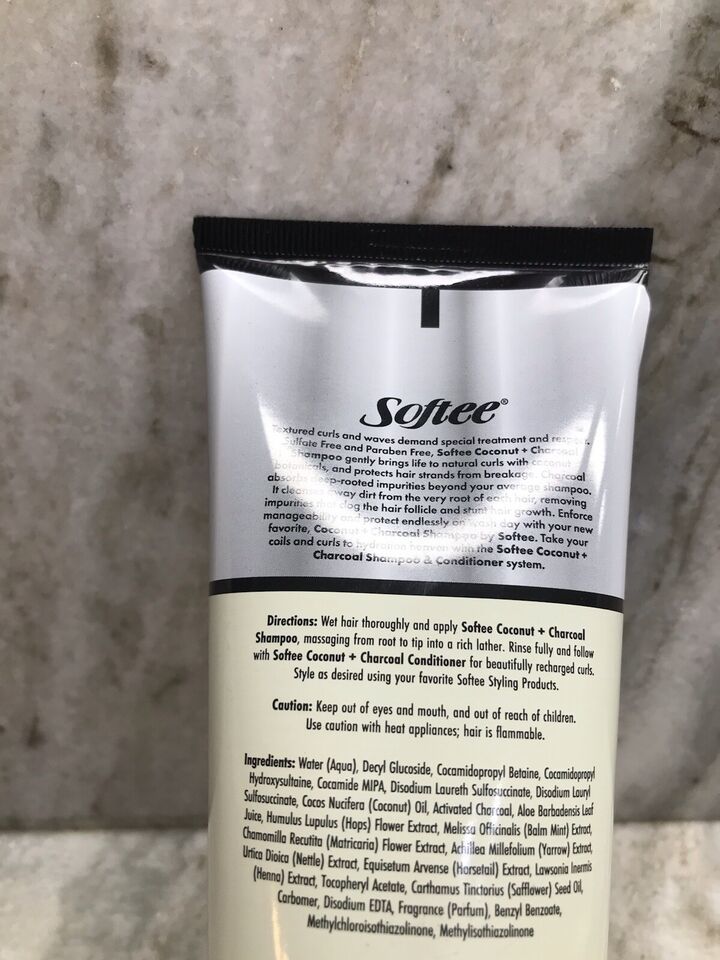 Softee®
Textured curls and waves demand special treatment and respect.
Sulfate Free and Paraben Free, Softee Coconut + Charcoal
Shampoo gently brings life to natural curls with coconut
botanicals, and protects hair strands from breakage. Charcoal
absorbs deep-rooted impurities beyond your average shampoo.
It cleanses away dirt from the very root of each hair, removing
impurities that clog the hair follicle and stunt hair growth. Enforce
manageability and protect endlessly on wash day with your new
favorite, Coconut + Charcoal Shampoo by Softee. Take your
coils and curls to hydration heaven with the Softee Coconut +
Charcoal Shampoo & Conditioner system.
Directions: Wet hair thoroughly and apply Softee Coconut + Charcoal
Shampoo, massaging from root to tip into a rich lather. Rinse fully and follow
with Softee Coconut + Charcoal Conditioner for beautifully recharged curls.
Style as desired using your favorite Softee Styling Products.
Caution: Keep out of eyes and mouth, and out of reach of children.
Use caution with heat appliances; hair is flammable.
Ingredients: Water (Aqua), Decyl Glucoside, Cocamidopropyl Betaine, Cocamidopropyl
Hydroxysultaine, Cocamide MIPA, Disodium Laureth Sulfosuccinate, Disodium Lauryl
Sulfosuccinate, Cocos Nucifera (Coconut) Oil, Activated Charcoal, Aloe Barbadensis Leaf
Juice, Humulus Lupulus (Hops) Flower Extract, Melissa Officinalis (Balm Mint) Extract,
Chamomilla Recutita (Matricaria) Flower Extract, Achillea Millefolium (Yarrow) Extract,
Urtica Dioica (Nettle) Extract, Equisetum Arvense (Horsetail) Extract, Lawsonia Inermis
(Henna) Extract, Tocopheryl Acetate, Carthamus Tinctorius (Safflower) Seed Oil,
Carbomer, Disodium EDTA, Fragrance (Parfum), Benzyl Benzoate,
Methylchloroisothiazolinone, Methylisothiazolinone